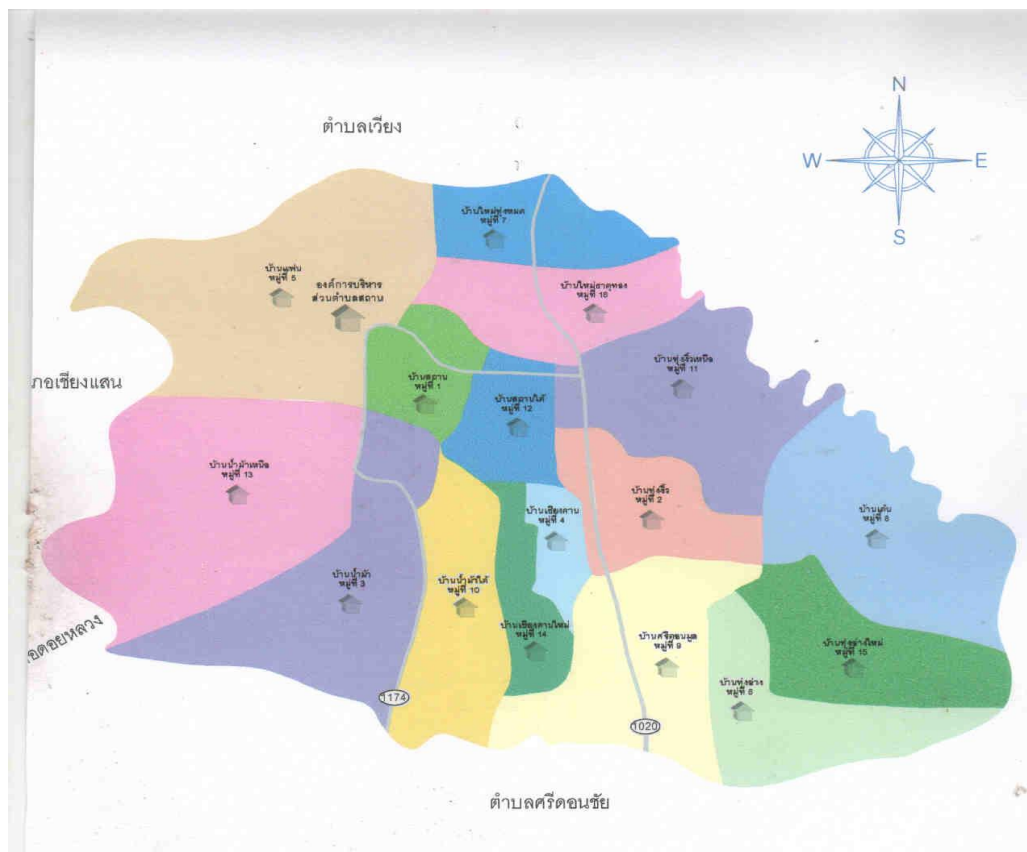 ตำบลเวียง
N
W
E
S
บ้านใหม่ทุ่งหมด
หมู่ที่ 7
บ้านแฟน
หมู่ที่ 5
องค์การบริหาร
ส่วนตำบลสถาน
บ้านใหม่ธาตุทอง
หมู่ที่ 16
บ้านทุ่งงิ้วเหนือ
หมู่ที่ 11
ภอเชียงแสน
บ้านสถาน
หมู่ที่ 1
บ้านสถานใต้
หมู่ที่ 12
บ้านน้ำม้าเหนือ
หมู่ที่ 13
บ้านทุ่งงิ้ว
หมู่ที่ 2
บ้านเชียงคาน
หมู่ที่ 4
บ้านเด่น
หมู่ที่ 8
บ้านน้ำม้า
หมู่ที่ 3
บ้านน้ำม้าใต้
หมู่ที่ 10
บ้านเชียงคานใหม่
หมู่ที่ 14
บ้านศรีดอนมูล
หมู่ที่ 9
บ้านทุ่งอ่างใหม่
หมู่ที่ 15
บ้านทุ่งอ่าง
หมู่ที่ 6
อดอยหลวง
1174
1020
ตำบลศรีดอนชัย